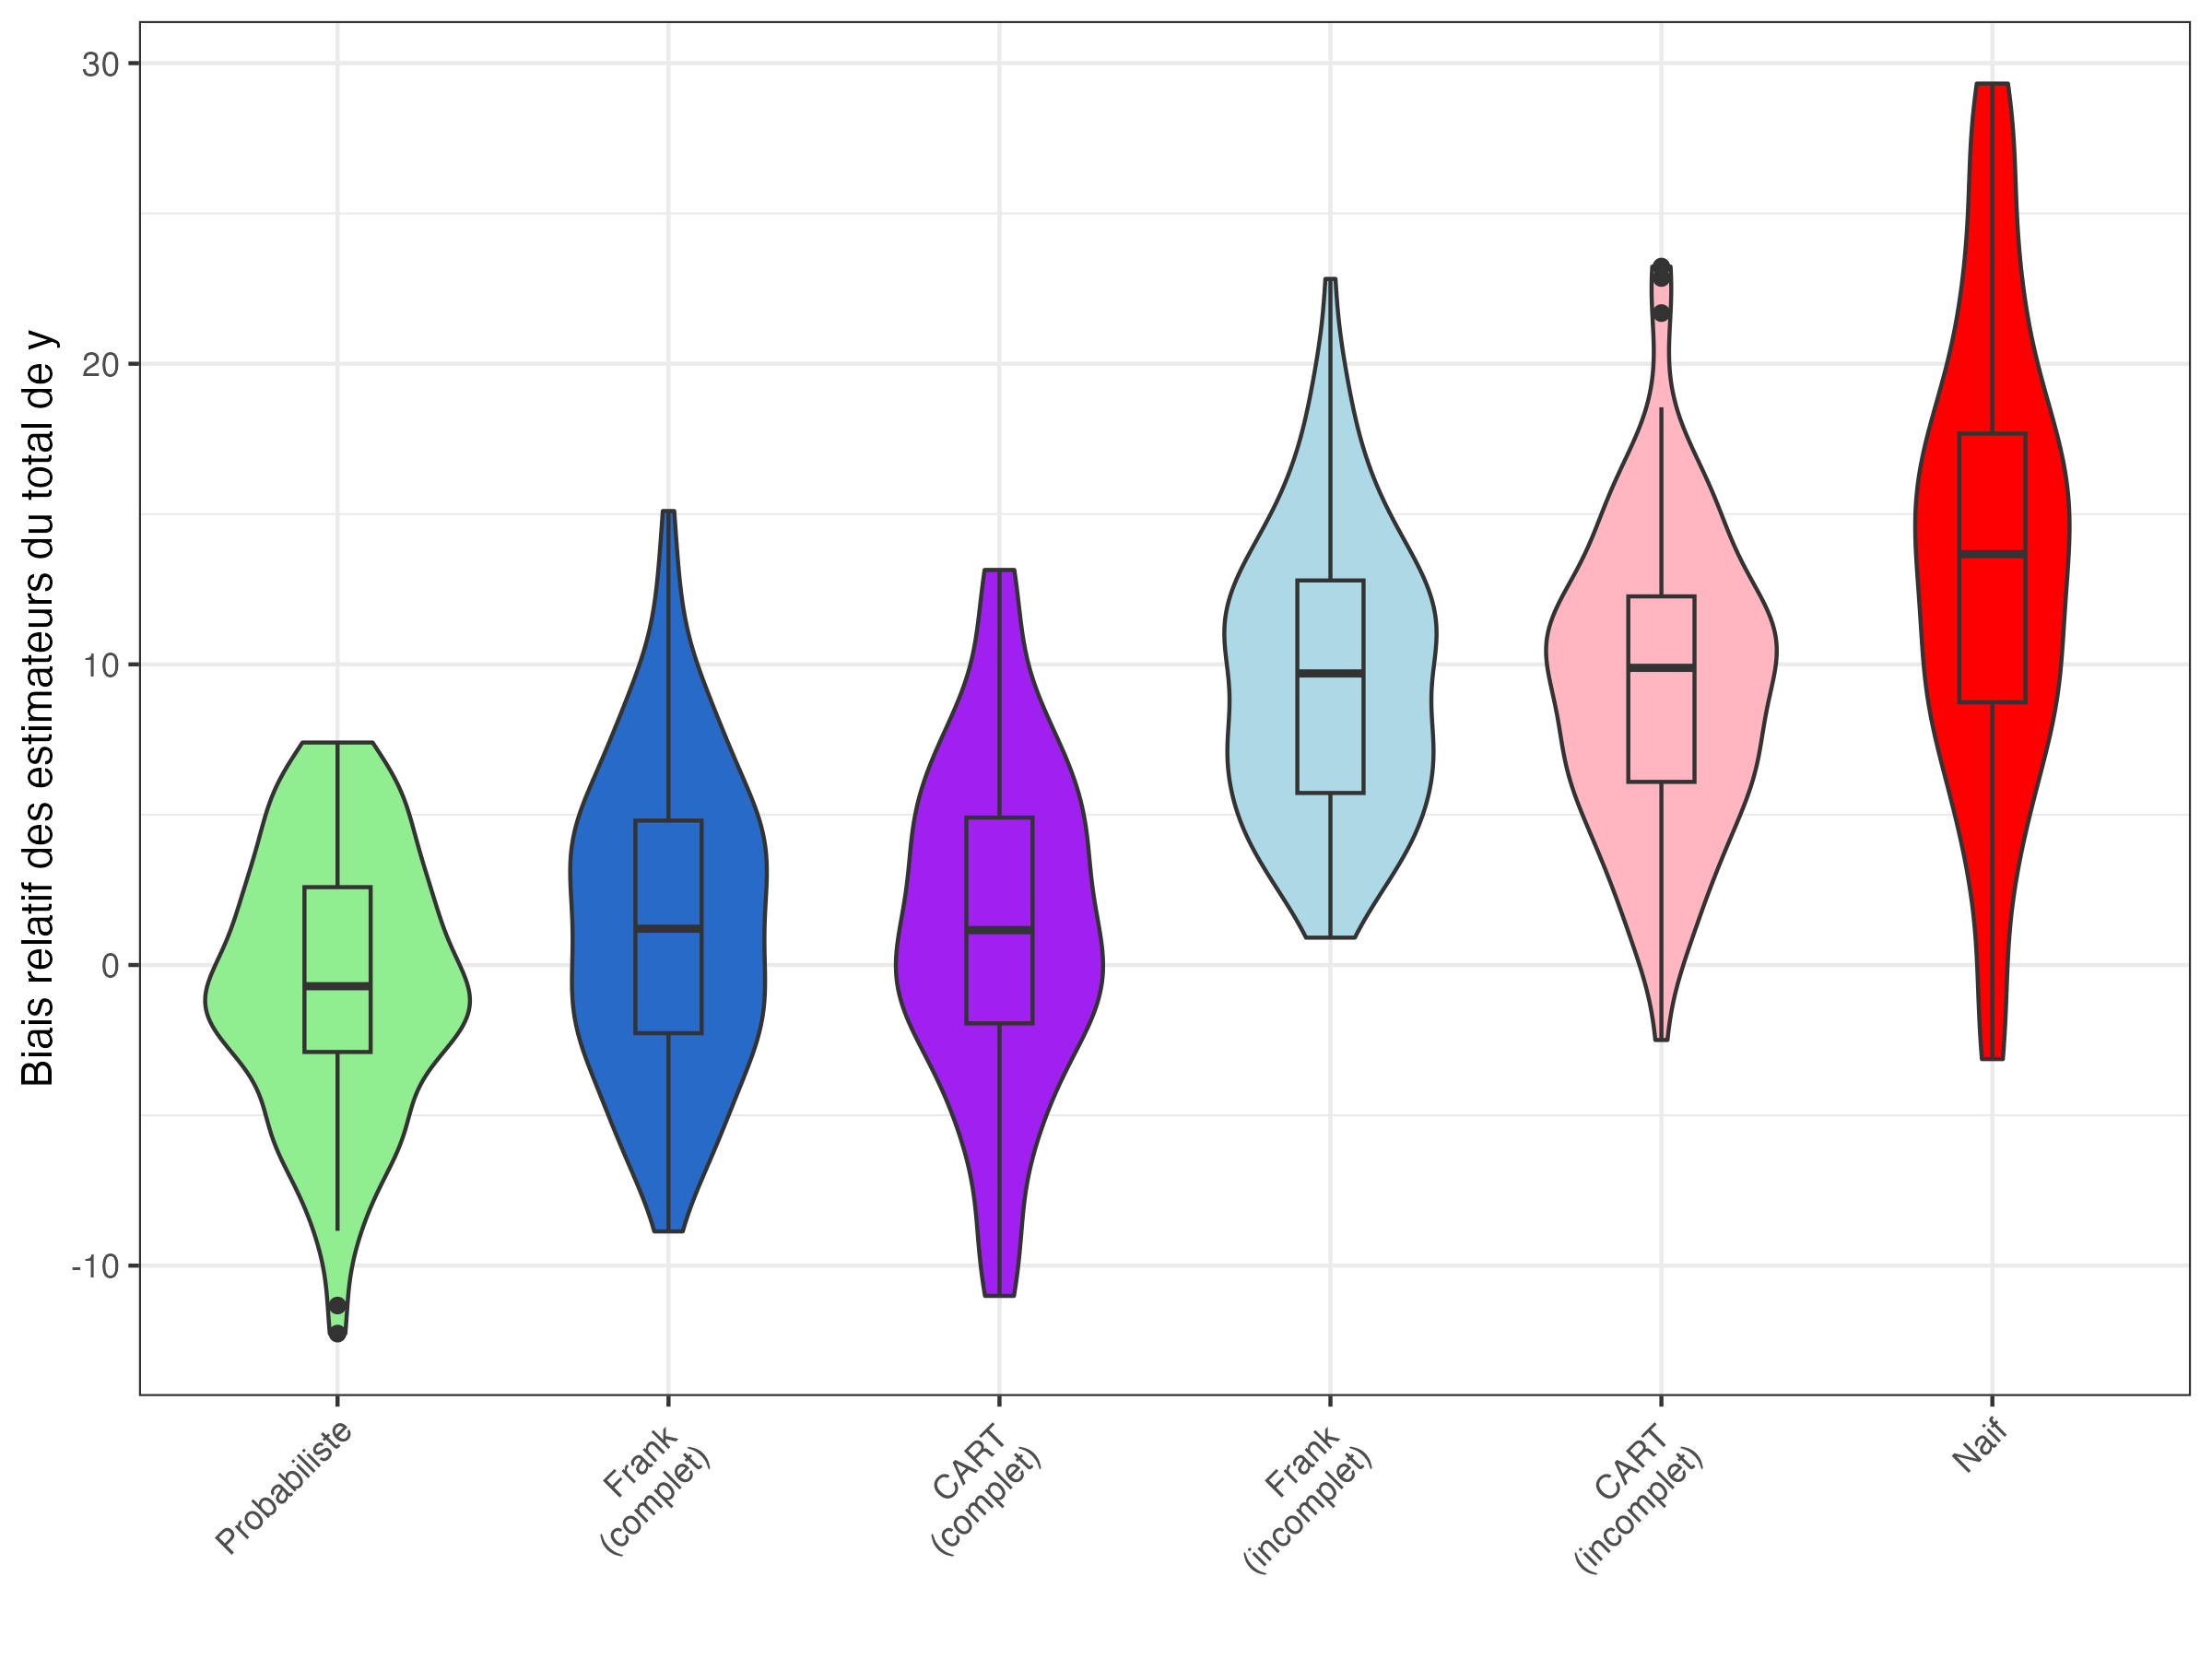 Biais relatif des estimateurs du total de y
30
20
10
0
-10
Probabiliste
Frank
(complet)
CART
(complet)
Frank
(incomplet)
CART
(incomplet)
Naif